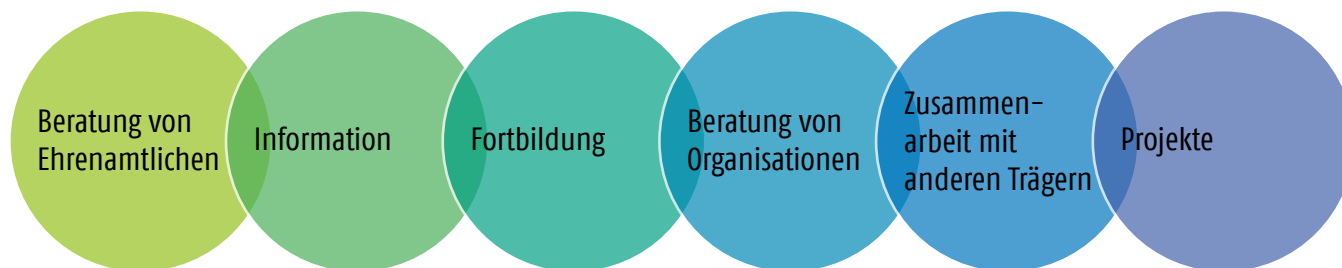 Beratung von
Ehrenamtlichen
Information
Fortbildung
Beratung von
Organisationen
Zusammen-
arbeit mit
anderen Trägern
Projekte